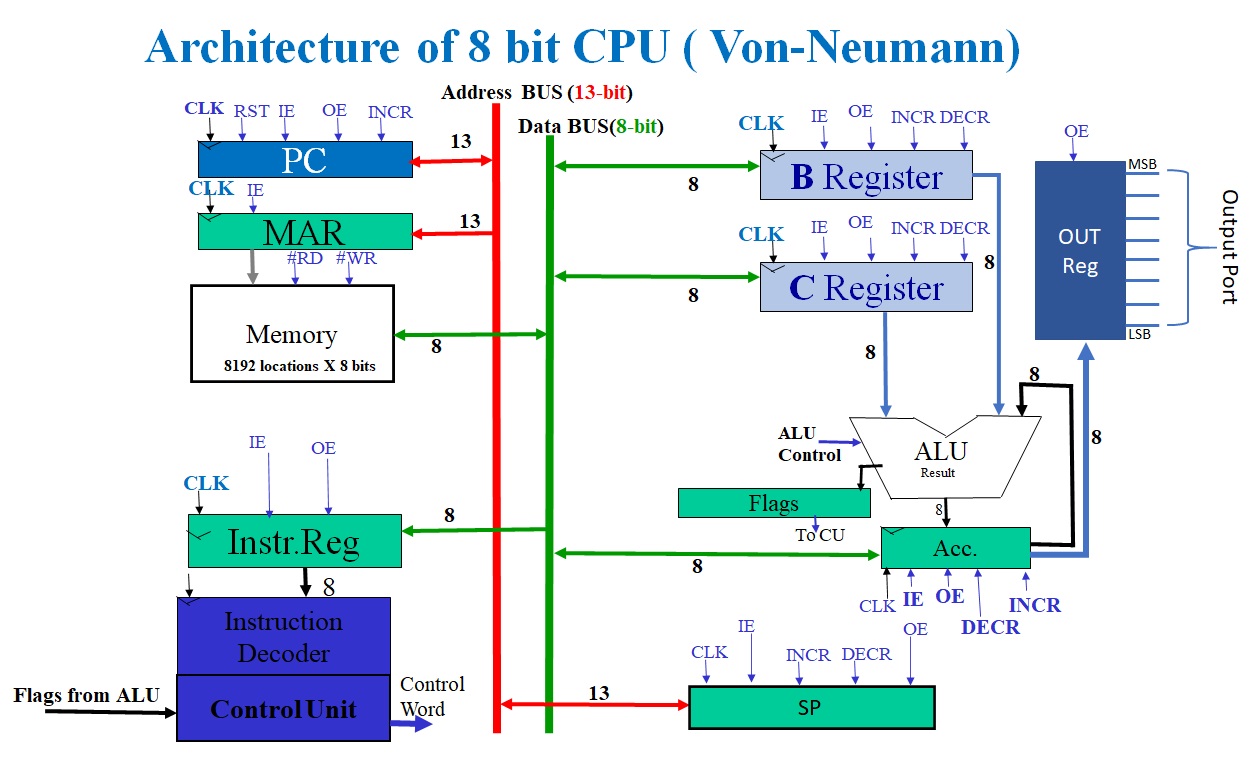 Architecture of 8 bit CPU ( Von-Neumann)
Address BUS (13-bit)
Data BUS(8-bit)
CLK RST IE OE INCR
PC
13
CLK IE
MAR
13
#RD #WR
Memory
8192 locations X 8 bits
8
IE OE
CLK
Instr.Reg
8
8
Instruction
Decoder
Control Unit
Flags from ALU
Control
Word
CLK IE OE INCR DECR
B Register
8
CLK IE OE INCR DECR
C Register
8
8
8
OE
OUT
Reg
MSB
LSB
Output Port
8
8
ALU
Control
ALU
Result
Flags
To CU
8
Acc.
8
CLK IE OE DECR INCR
CLK IE INCR DECR OE
13
SP